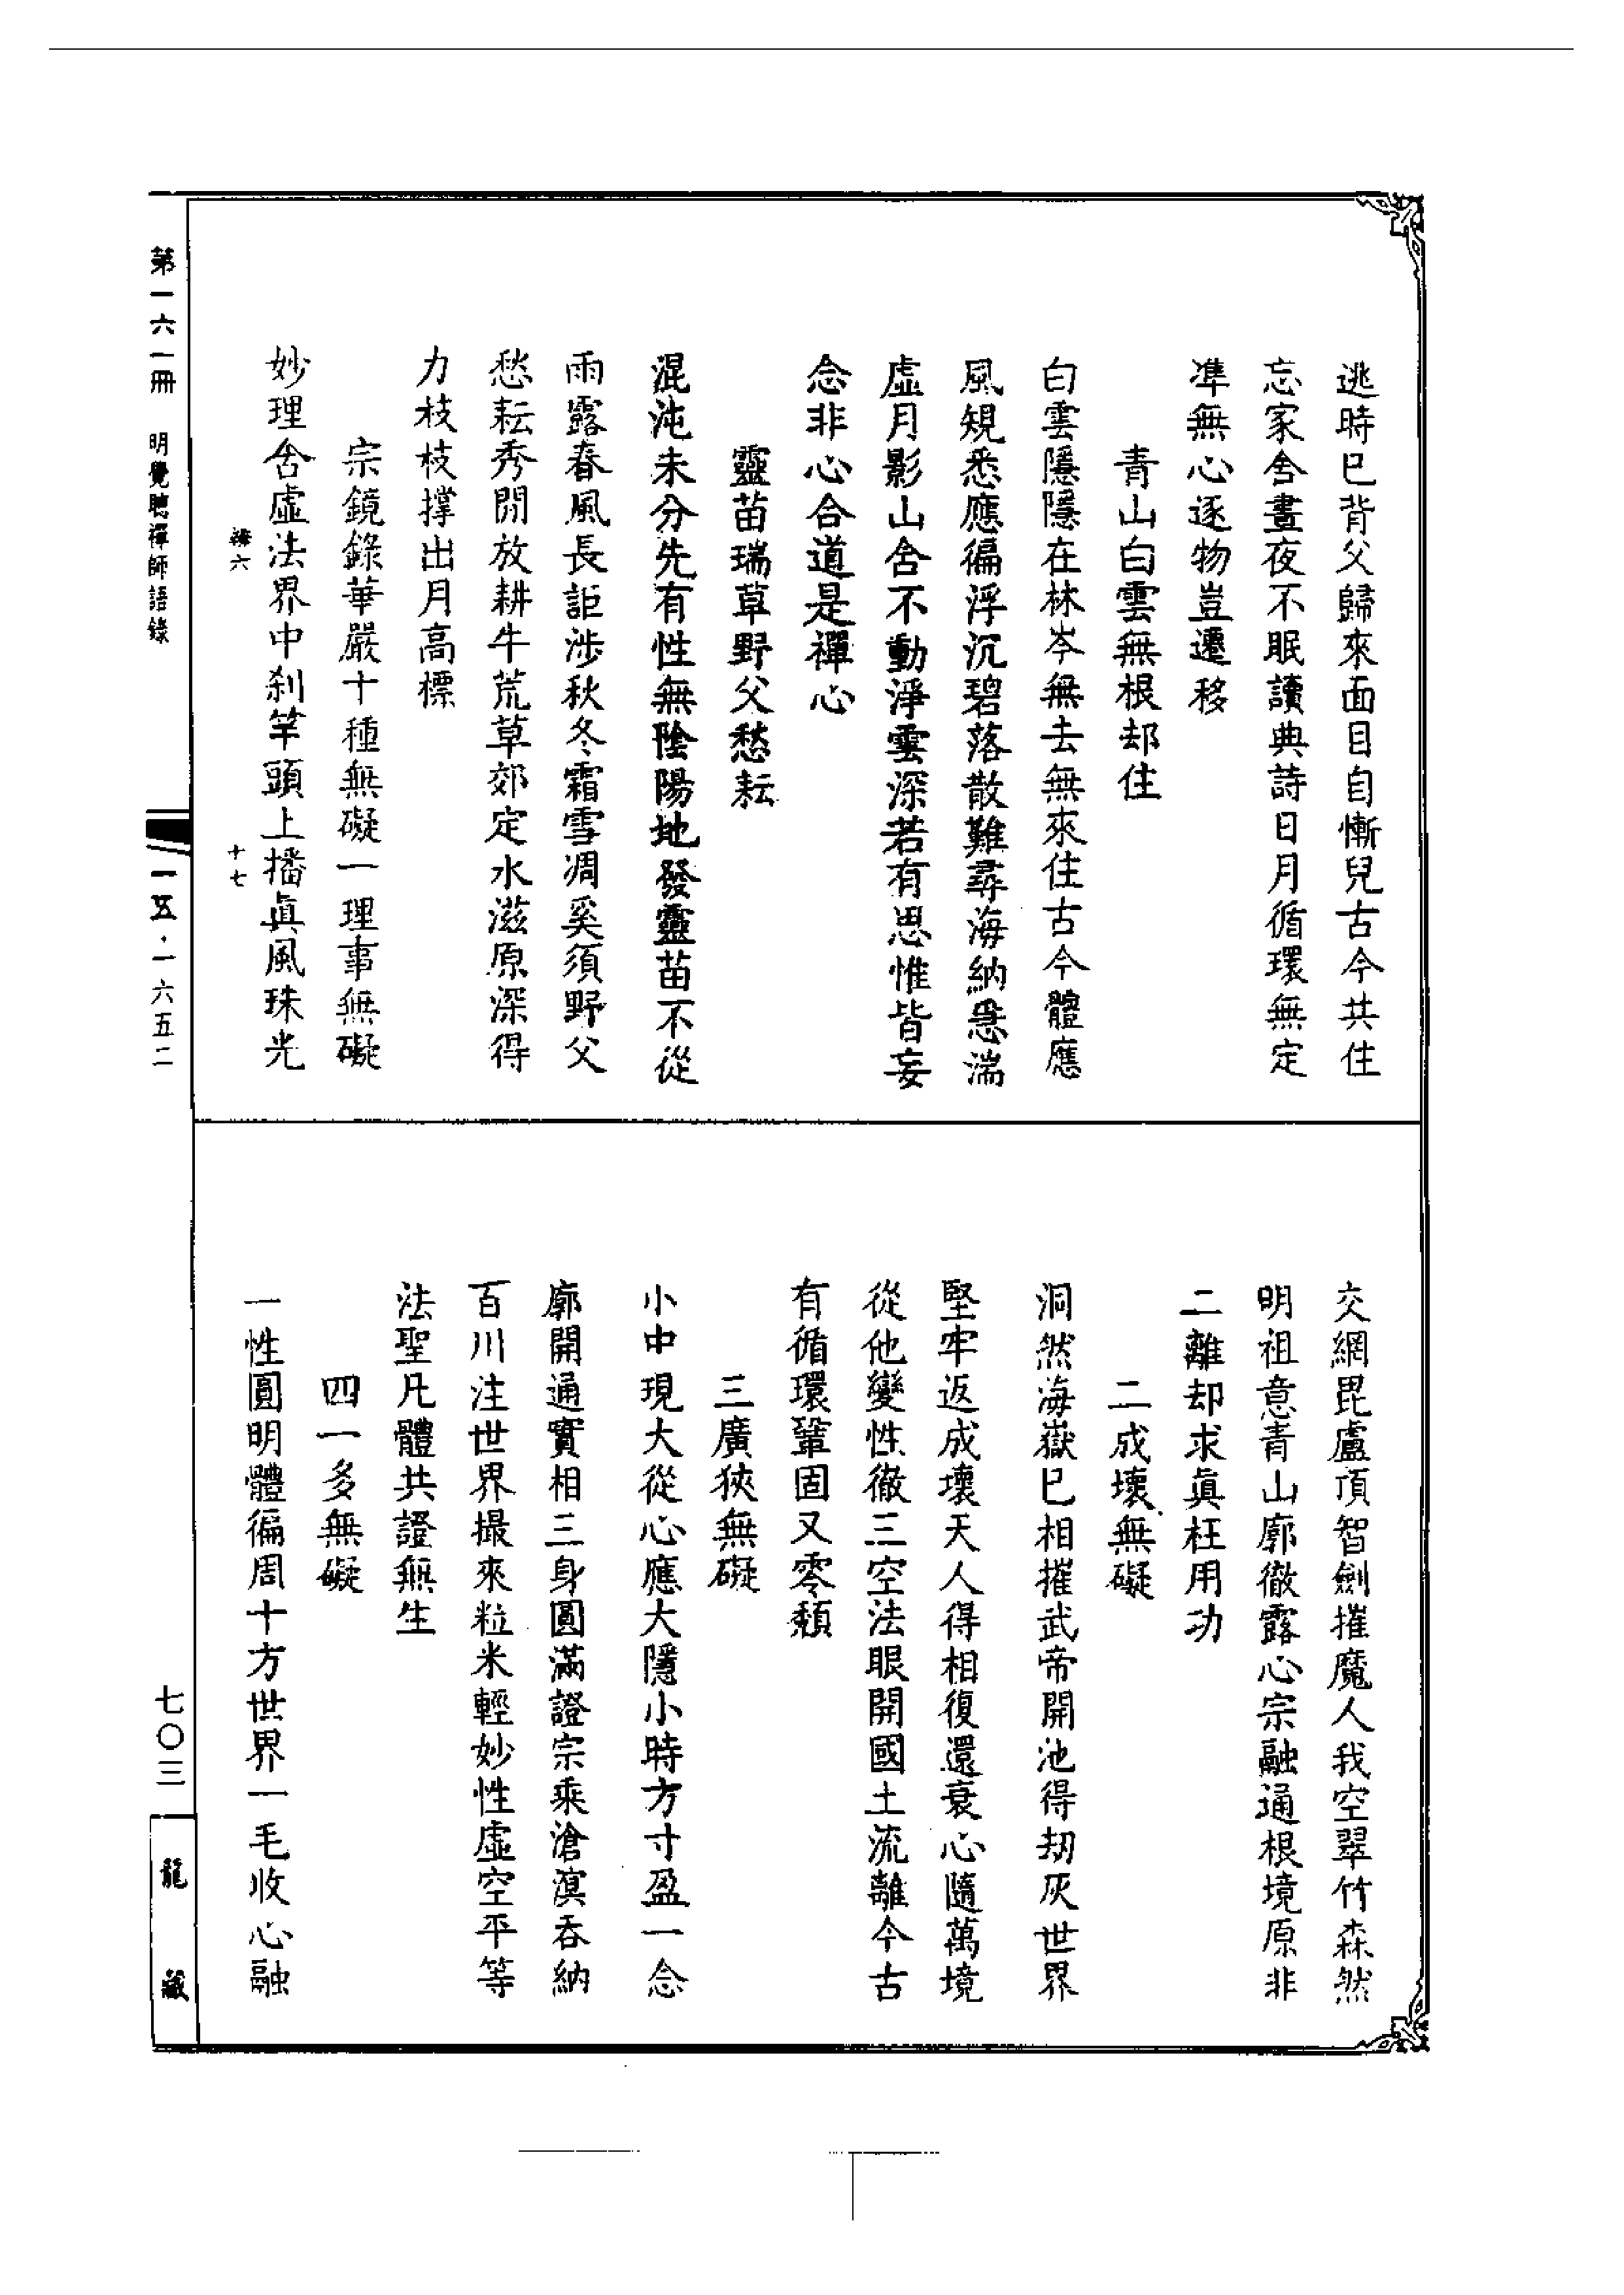 逃時已背父歸來面目自慚兒古今共住
忘家舍晝夜不眠讀典詩日月循環無定
準無心逐物豈遷移
青山白雲無根却住
白雲隱隱在林岑無去無來住古今體應
風規悉應徧浮沉碧落散難尋海納悬湍
虛月影山含不動淨雲深若有思惟皆妄
念非心合道是禪心
靈苗瑞草野父愁耘
混沌未分先有性無陰陽地發靈苗不從
雨露春風長詎涉秋冬霜雪凋奚須野父
愁耘秀閒放耕牛荒草郊定水滋原深得
力枝枝撑出月高標
宗鏡錄華嚴十種無礙一理事無礙
妙理含虛法界中刹竿頭上播眞風珠光
交網毘盧頂智劍摧魔人我空翠竹森然
明祖意青山廓徹露心宗融通根境原非
二離却求眞枉用功
二成壞無礙
洞然海嶽已相摧武帝開池得刼灰世界
堅牢返成壞天人得相復還衰心隨萬境
從他變性徹三空法眼開國土流離今古
有循環鞏固又零頹
三廣狹無礙
小中現大從心應大隱小時方寸盈一念
廓開通實相三身圓滿證宗乘滄溟吞納
百川注世界撮來粒米輕妙性虛空平等
法聖凡體共證無生
四一多無礙
一性圓明體徧周十方世界一毛收心融
六
十七
第一六一冊 明覺聰禪師語錄
一五·一六五二
七〇三
龍藏